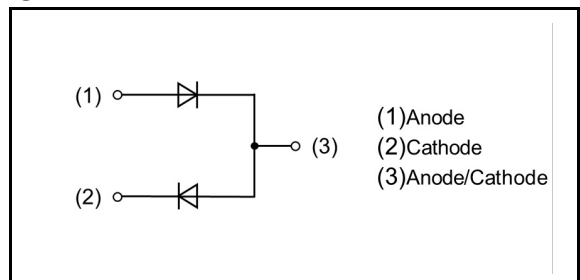 (1)
(1)Anode
(3)
(2)Cathode
(3)Anode/Cathode
(2)